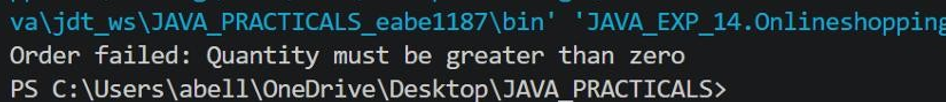 va\jdt_ws\JAVA_PRACTICALS_eabe1187\bin' 'JAVA_EXP_14.Onlineshopping
Order failed: Quantity must be greater than zero
PS C:\Users\abell\OneDrive\Desktop\JAVA_PRACTICALS>